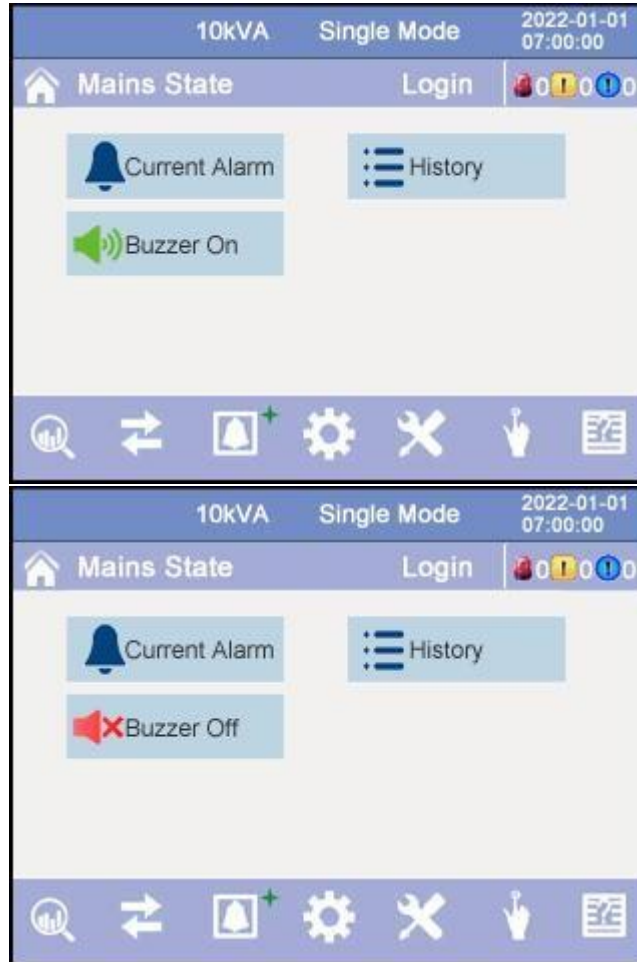 10kVA Single Mode 2022-01-01
07:00:00
Mains State Login 0 0 0
Current Alarm History
Buzzer On
10kVA Single Mode 2022-01-01
07:00:00
Mains State Login 0 0 0
Current Alarm History
Buzzer Off